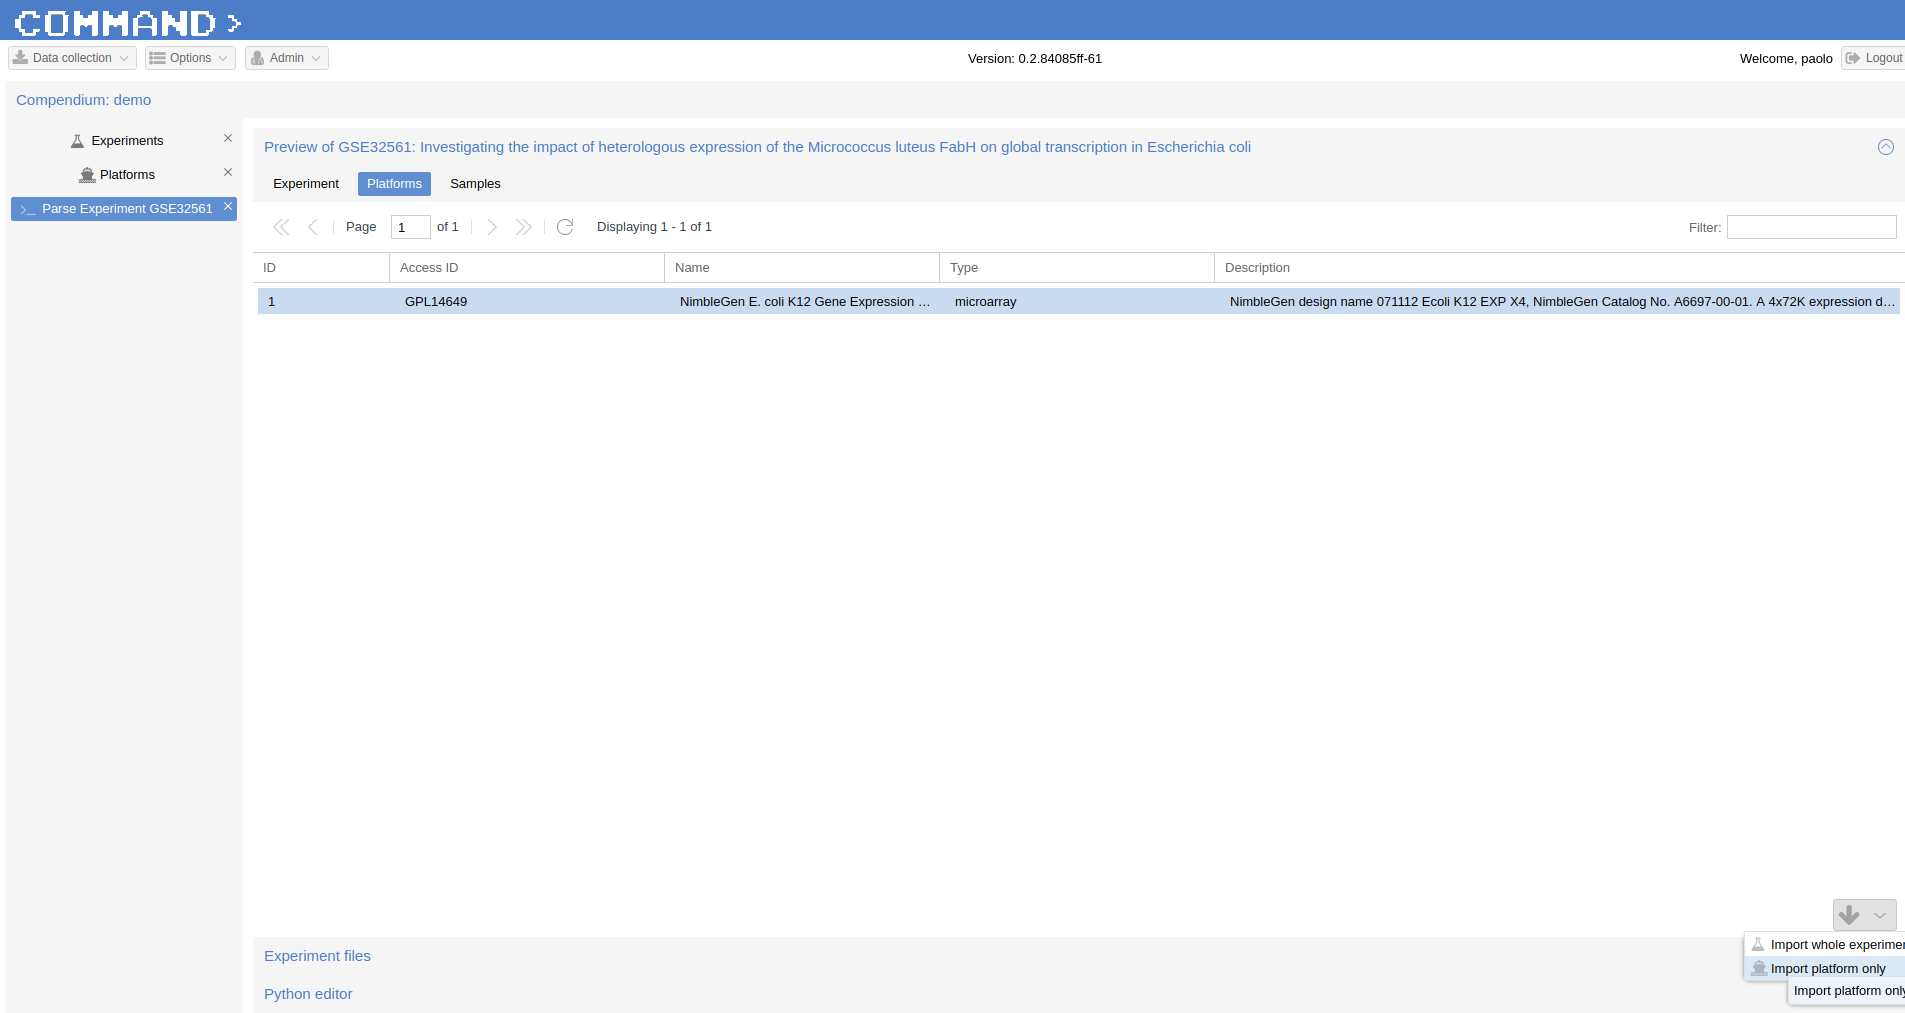 COMMAND >
Data collection Options Admin Version: 0.2.84085ff-61 Welcome, paolo Logout
Compendium: demo
Experiments
Platforms
Parse Experiment GSE32561
Preview of GSE32561: Investigating the impact of heterologous expression of the Micrococcus luteus FabH on global transcription in Escherichia coli
Experiment Platforms Samples
Page 1 of 1 Displaying 1 - 1 of 1 Filter:
ID Access ID Name Type Description
1 GPL14649 NimbleGen E. coli K12 Gene Expression ... microarray NimbleGen design name 071112 Ecoli K12 EXP X4, NimbleGen Catalog No. A6697-00-01. A 4x72K expression d...
Import whole experimen
Import platform only
Import platform only
Experiment files
Python editor